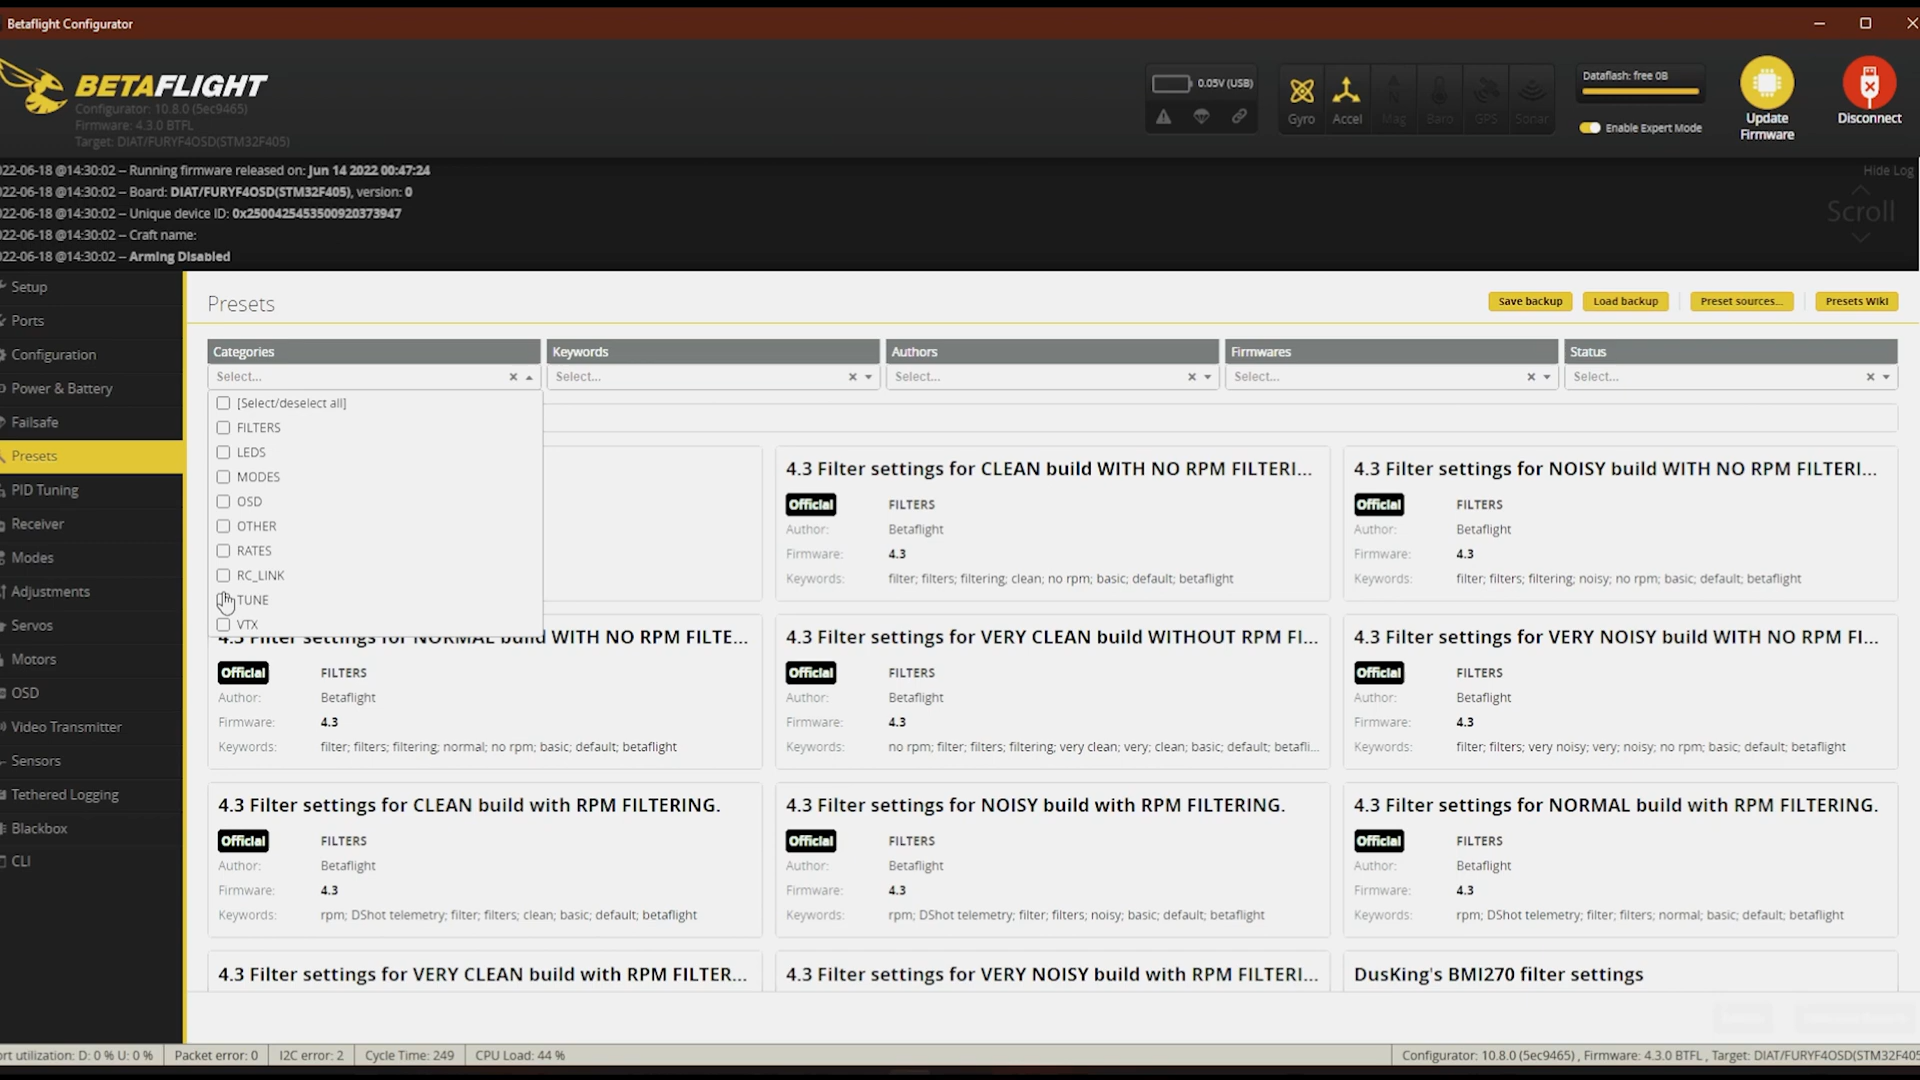 Betaflight Configurator
BETAFLIGHT
Configurator: 10.8.0 (5ec9465)
Firmware: 4.3.0 BTFL
Target: DIAT/FURYF4OSD(STM32F405)
0.05V (USB)
Gyro
Accel
Mag
Baro
GPS
Sonar
Dataflash: free 0B
Enable Expert Mode
Update
Firmware
Disconnect
22-06-18 @14:30:02 -- Running firmware released on: Jun 14 2022 00:47:24
22-06-18 @14:30:02 -- Board: DIAT/FURYF4OSD(STM32F405), version: 0
22-06-18 @14:30:02 -- Unique device ID: 0x2500425453500920373947
22-06-18 @14:30:02 -- Craft name:
22-06-18 @14:30:02 -- Arming Disabled
Hide Log
Scroll
Setup
Ports
Configuration
Power & Battery
Failsafe
Presets
PID Tuning
Receiver
Modes
Adjustments
Servos
Motors
OSD
Video Transmitter
Sensors
Tethered Logging
Blackbox
CLI
Presets
Save backup
Load backup
Preset sources...
Presets Wiki
Categories
Keywords
Authors
Firmwares
Status
Select...
Select...
Select...
Select...
Select...
[Select/deselect all]
FILTERS
LEDS
MODES
OSD
OTHER
RATES
RC_LINK
TUNE
VTX
4.3 Filter settings for CLEAN build WITH NO RPM FILTERI...
Official FILTERS
Author: Betaflight
Firmware: 4.3
Keywords: filter; filters; filtering; clean; no rpm; basic; default; betaflight
4.3 Filter settings for NOISY build WITH NO RPM FILTERI...
Official FILTERS
Author: Betaflight
Firmware: 4.3
Keywords: filter; filters; filtering; noisy; no rpm; basic; default; betaflight
4.3 Filter settings for NORMAL build WITH NO RPM FILTE...
Official FILTERS
Author: Betaflight
Firmware: 4.3
Keywords: filter; filters; filtering; normal; no rpm; basic; default; betaflight
4.3 Filter settings for VERY CLEAN build WITHOUT RPM FI...
Official FILTERS
Author: Betaflight
Firmware: 4.3
Keywords: no rpm; filter; filters; filtering; very clean; very; clean; basic; default; betafli...
4.3 Filter settings for VERY NOISY build WITH NO RPM FI...
Official FILTERS
Author: Betaflight
Firmware: 4.3
Keywords: filter; filters; very noisy; very; noisy; no rpm; basic; default; betaflight
4.3 Filter settings for CLEAN build with RPM FILTERING.
Official FILTERS
Author: Betaflight
Firmware: 4.3
Keywords: rpm; DShot telemetry; filter; filters; clean; basic; default; betaflight
4.3 Filter settings for NOISY build with RPM FILTERING.
Official FILTERS
Author: Betaflight
Firmware: 4.3
Keywords: rpm; DShot telemetry; filter; filters; noisy; basic; default; betaflight
4.3 Filter settings for NORMAL build with RPM FILTERING.
Official FILTERS
Author: Betaflight
Firmware: 4.3
Keywords: rpm; DShot telemetry; filter; filters; normal; basic; default; betaflight
4.3 Filter settings for VERY CLEAN build with RPM FILTER...
4.3 Filter settings for VERY NOISY build with RPM FILTERI...
DusKing's BMI270 filter settings
ort utilization: D: 0 % U: 0 %
Packet error: 0
I2C error: 2
Cycle Time: 249
CPU Load: 44 %
Configurator: 10.8.0 (5ec9465) , Firmware: 4.3.0 BTFL , Target: DIAT/FURYF4OSD(STM32F405